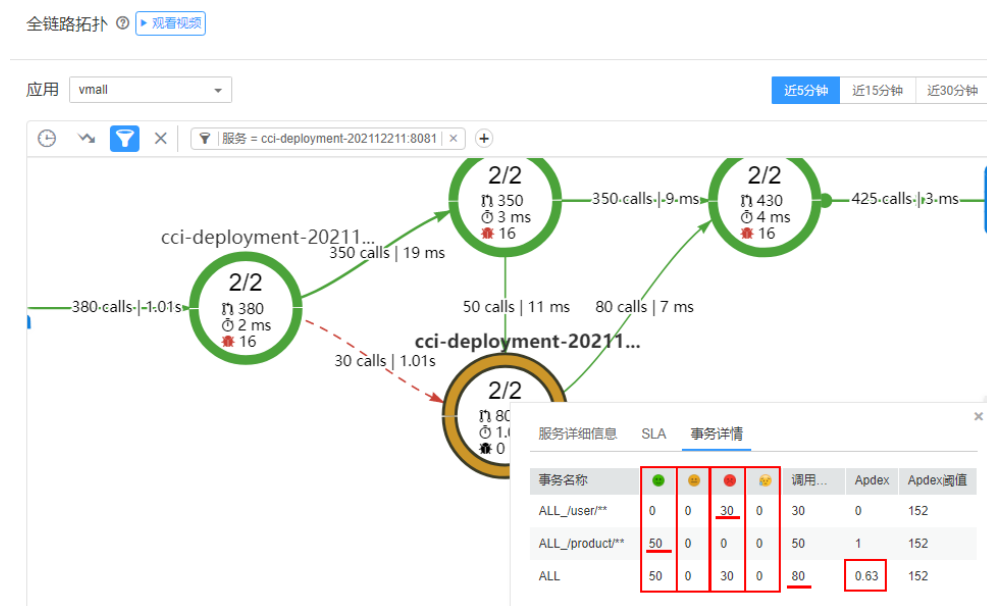 全链路拓扑 观看视频
应用 vmall 近5分钟 近15分钟 近30分钟
服务 = cci-deployment-202112211:8081
2/2
350
3 ms
16
350 calls | 9 ms
2/2
430
4 ms
16
425 calls | 3 ms
cci-deployment-20211...
350 calls | 19 ms
380 calls | 1.01s
2/2
380
2 ms
16
50 calls | 11 ms
80 calls | 7 ms
30 calls | 1.01s
cci-deployment-20211...
2/2
80
1.
0
服务详细信息 SLA 事务详情
事务名称 调用... Apdex Apdex阈值
ALL_/user/** 0 0 30 0 30 0 152
ALL_/product/** 50 0 0 0 50 1 152
ALL 50 0 30 0 80 0.63 152